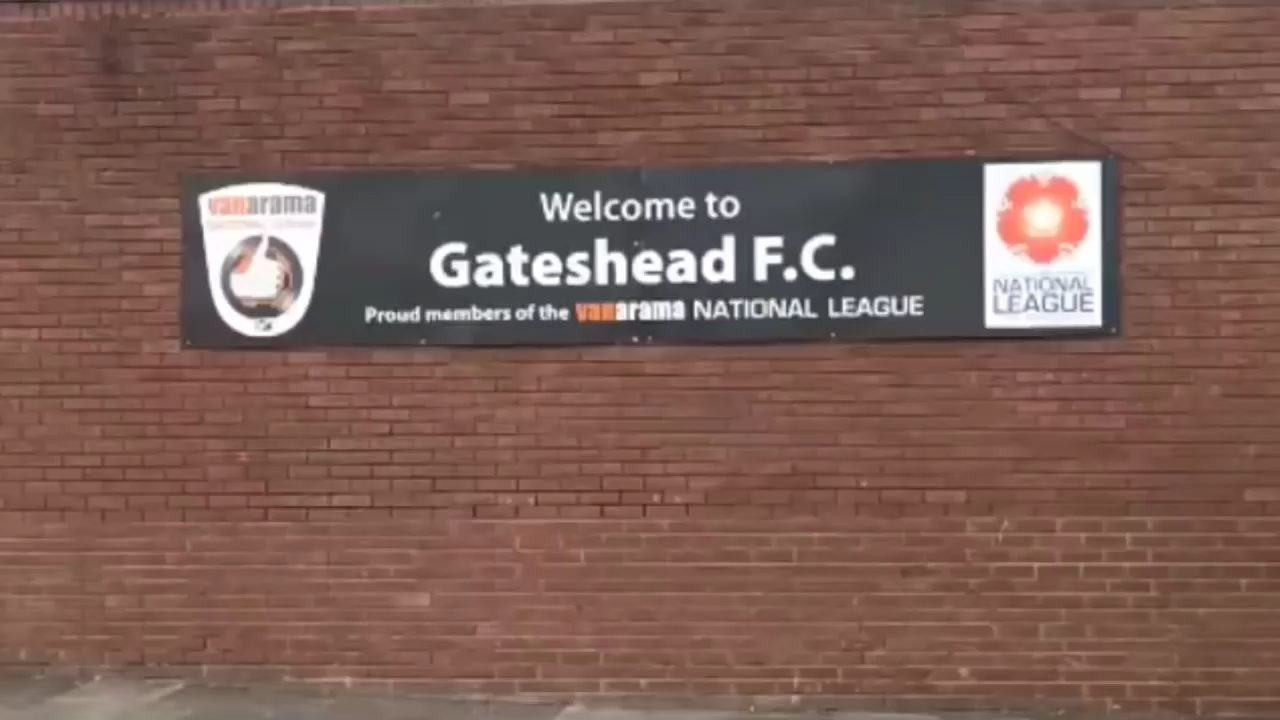 vanarama
Welcome to
Gateshead F.C.
Proud members of the vanarama NATIONAL LEAGUE
NATIONAL
LEAGUE